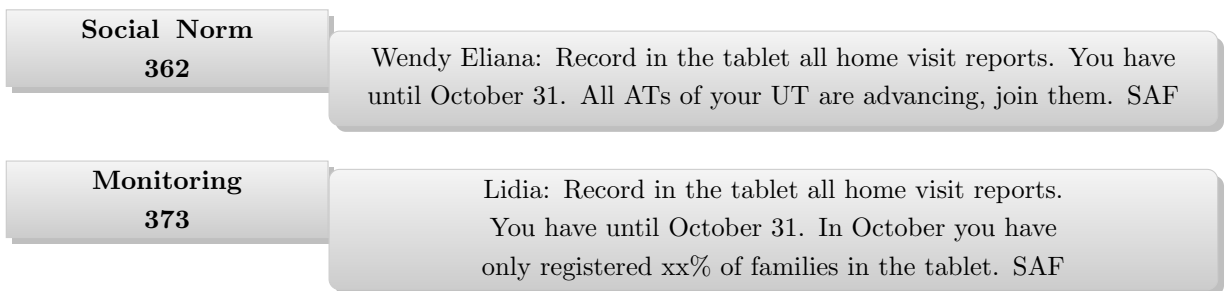 Social Norm
362
Wendy Eliana: Record in the tablet all home visit reports. You have
until October 31. All ATs of your UT are advancing, join them. SAF
Monitoring
373
Lidia: Record in the tablet all home visit reports.
You have until October 31. In October you have
only registered xx% of families in the tablet. SAF